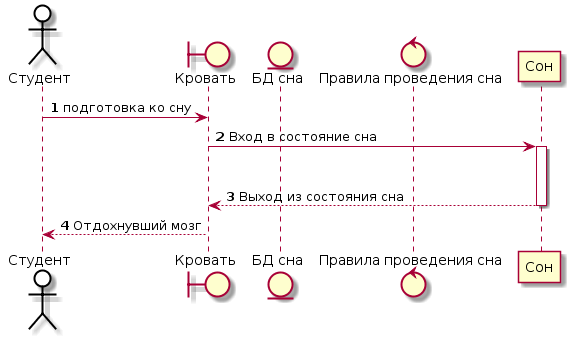 Студент
Кровать
БД сна
Правила проведения сна
Сон
1 подготовка ко сну
2 Вход в состояние сна
3 Выход из состояния сна
4 Отдохнувший мозг
Студент
Кровать
БД сна
Правила проведения сна
Сон